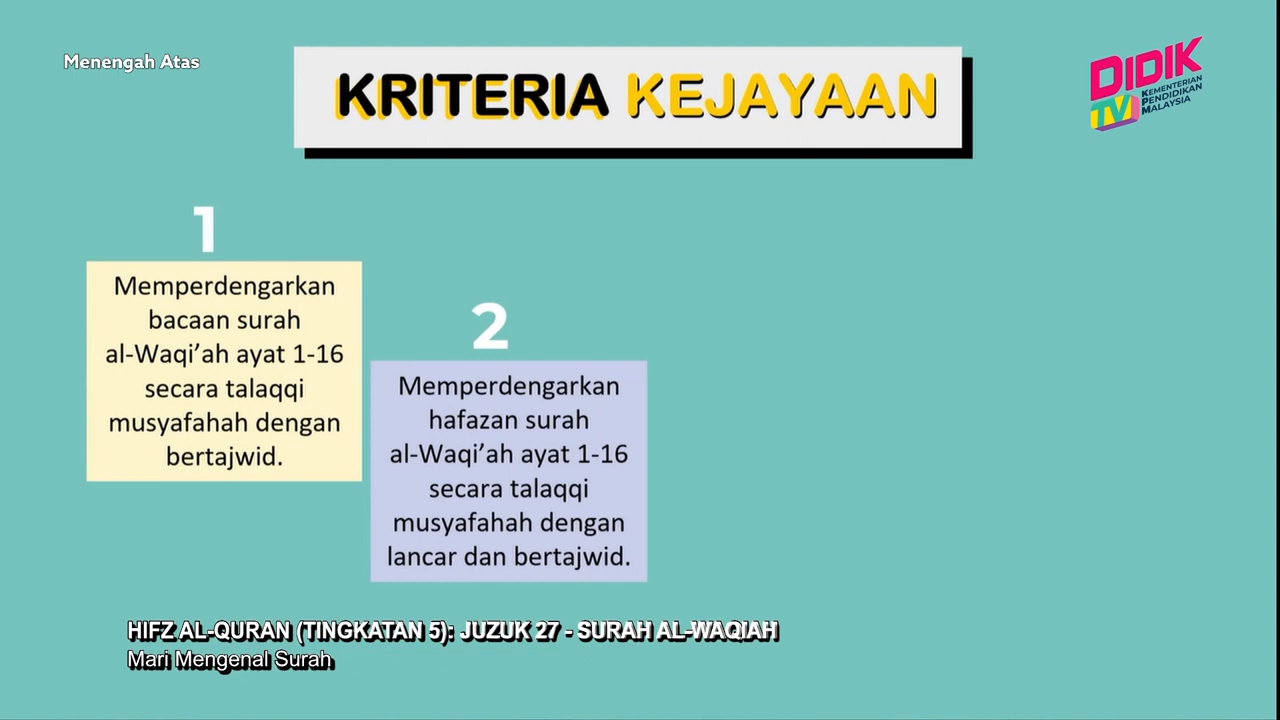 Menengah Atas
KRITERIA KEJAYAAN
DIDIK
TV
KEMENTERIAN
PENDIDIKAN
MALAYSIA
1
Memperdengarkan
bacaan surah
al-Waqi’ah ayat 1-16
secara talaqqi
musyafahah dengan
bertajwid.
2
Memperdengarkan
hafazan surah
al-Waqi’ah ayat 1-16
secara talaqqi
musyafahah dengan
lancar dan bertajwid.
HIFZ AL-QURAN (TINGKATAN 5): JUZUK 27 - SURAH AL-WAQIAH
Mari Mengenal Surah